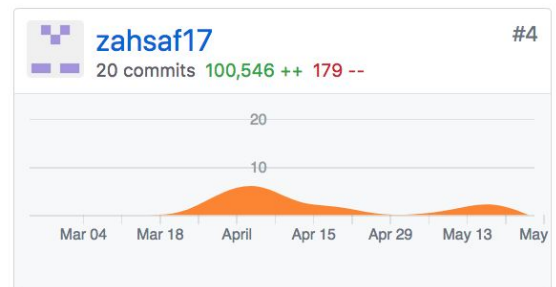 zahsaf17
#4
20 commits 100,546 ++ 179 --
20
10
Mar 04 Mar 18 April Apr 15 Apr 29 May 13 May